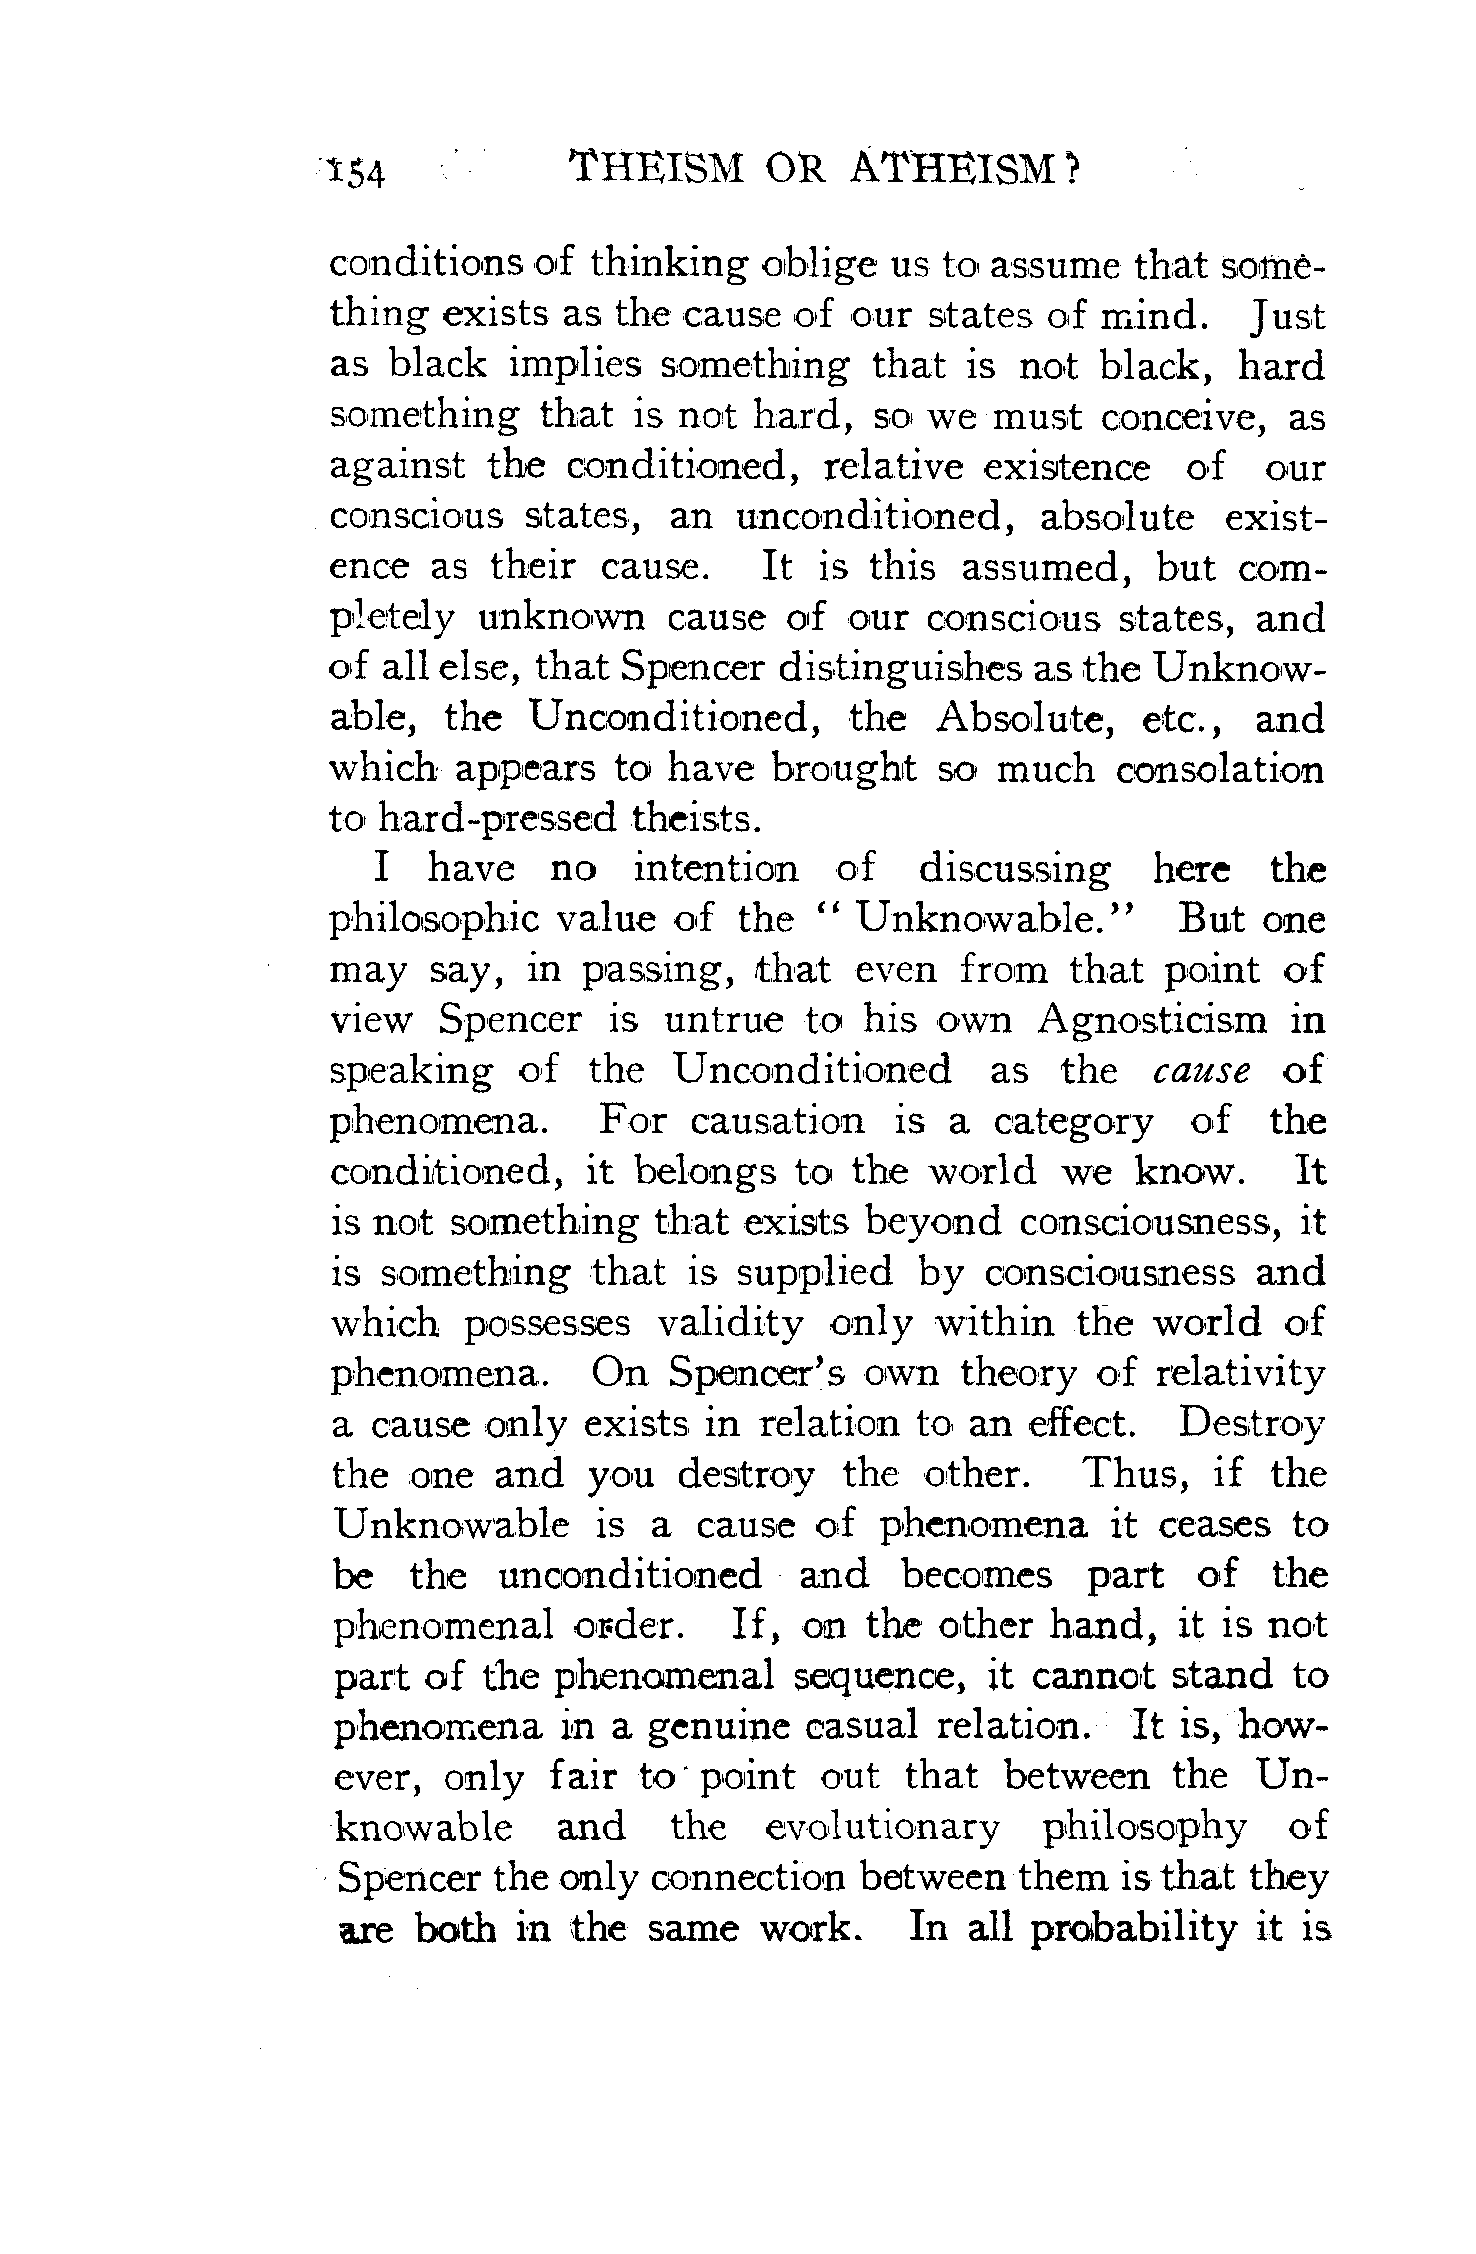 154 THEISM OR ATHEISM?
conditions of thinking oblige us to assume that some-
thing exists as the cause of our states of mind. Just
as black implies something that is not black, hard
something that is not hard, so we must conceive, as
against the conditioned, relative existence of our
conscious states, an unconditioned, absolute exist-
ence as their cause. It is this assumed, but com-
pletely unknown cause of our conscious states, and
of all else, that Spencer distinguishes as the Unknow-
able, the Unconditioned, the Absolute, etc., and
which appears to have brought so much consolation
to hard-pressed theists.
I have no intention of discussing here the
philosophic value of the “ Unknowable.” But one
may say, in passing, that even from that point of
view Spencer is untrue to his own Agnosticism in
speaking of the Unconditioned as the cause of
phenomena. For causation is a category of the
conditioned, it belongs to the world we know. It
is not something that exists beyond consciousness, it
is something that is supplied by consciousness and
which possesses validity only within the world of
phenomena. On Spencer's own theory of relativity
a cause only exists in relation to an effect. Destroy
the one and you destroy the other. Thus, if the
Unknowable is a cause of phenomena it ceases to
be the unconditioned and becomes part of the
phenomenal order. If, on the other hand, it is not
part of the phenomenal sequence, it cannot stand to
phenomena in a genuine casual relation. It is, how-
ever, only fair to point out that between the Un-
knowable and the evolutionary philosophy of
Spencer the only connection between them is that they
are both in the same work. In all probability it is